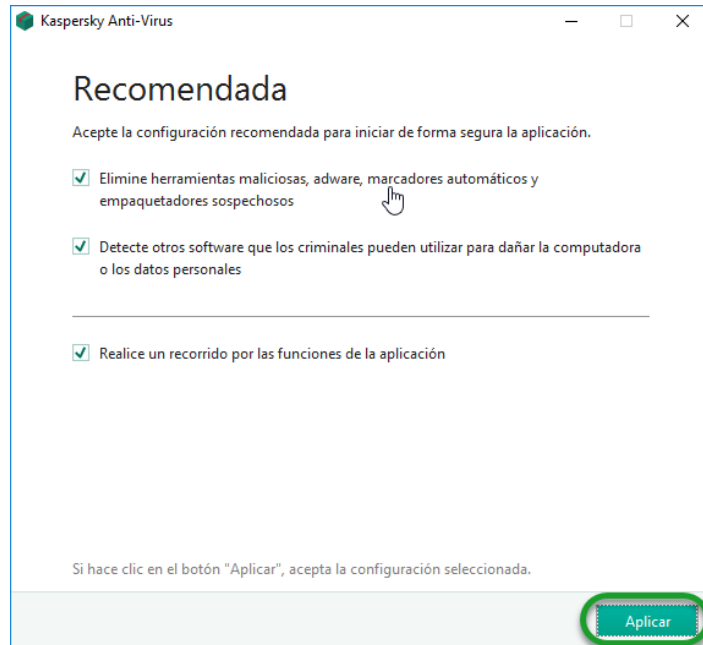 Kaspersky Anti-Virus
Recomendada
Acepte la configuración recomendada para iniciar de forma segura la aplicación.
Elimine herramientas maliciosas, adware, marcadores automáticos y
empaquetadores sospechosos
Detecte otros software que los criminales pueden utilizar para dañar la computadora
o los datos personales
Realice un recorrido por las funciones de la aplicación
Si hace clic en el botón "Aplicar", acepta la configuración seleccionada.
Aplicar